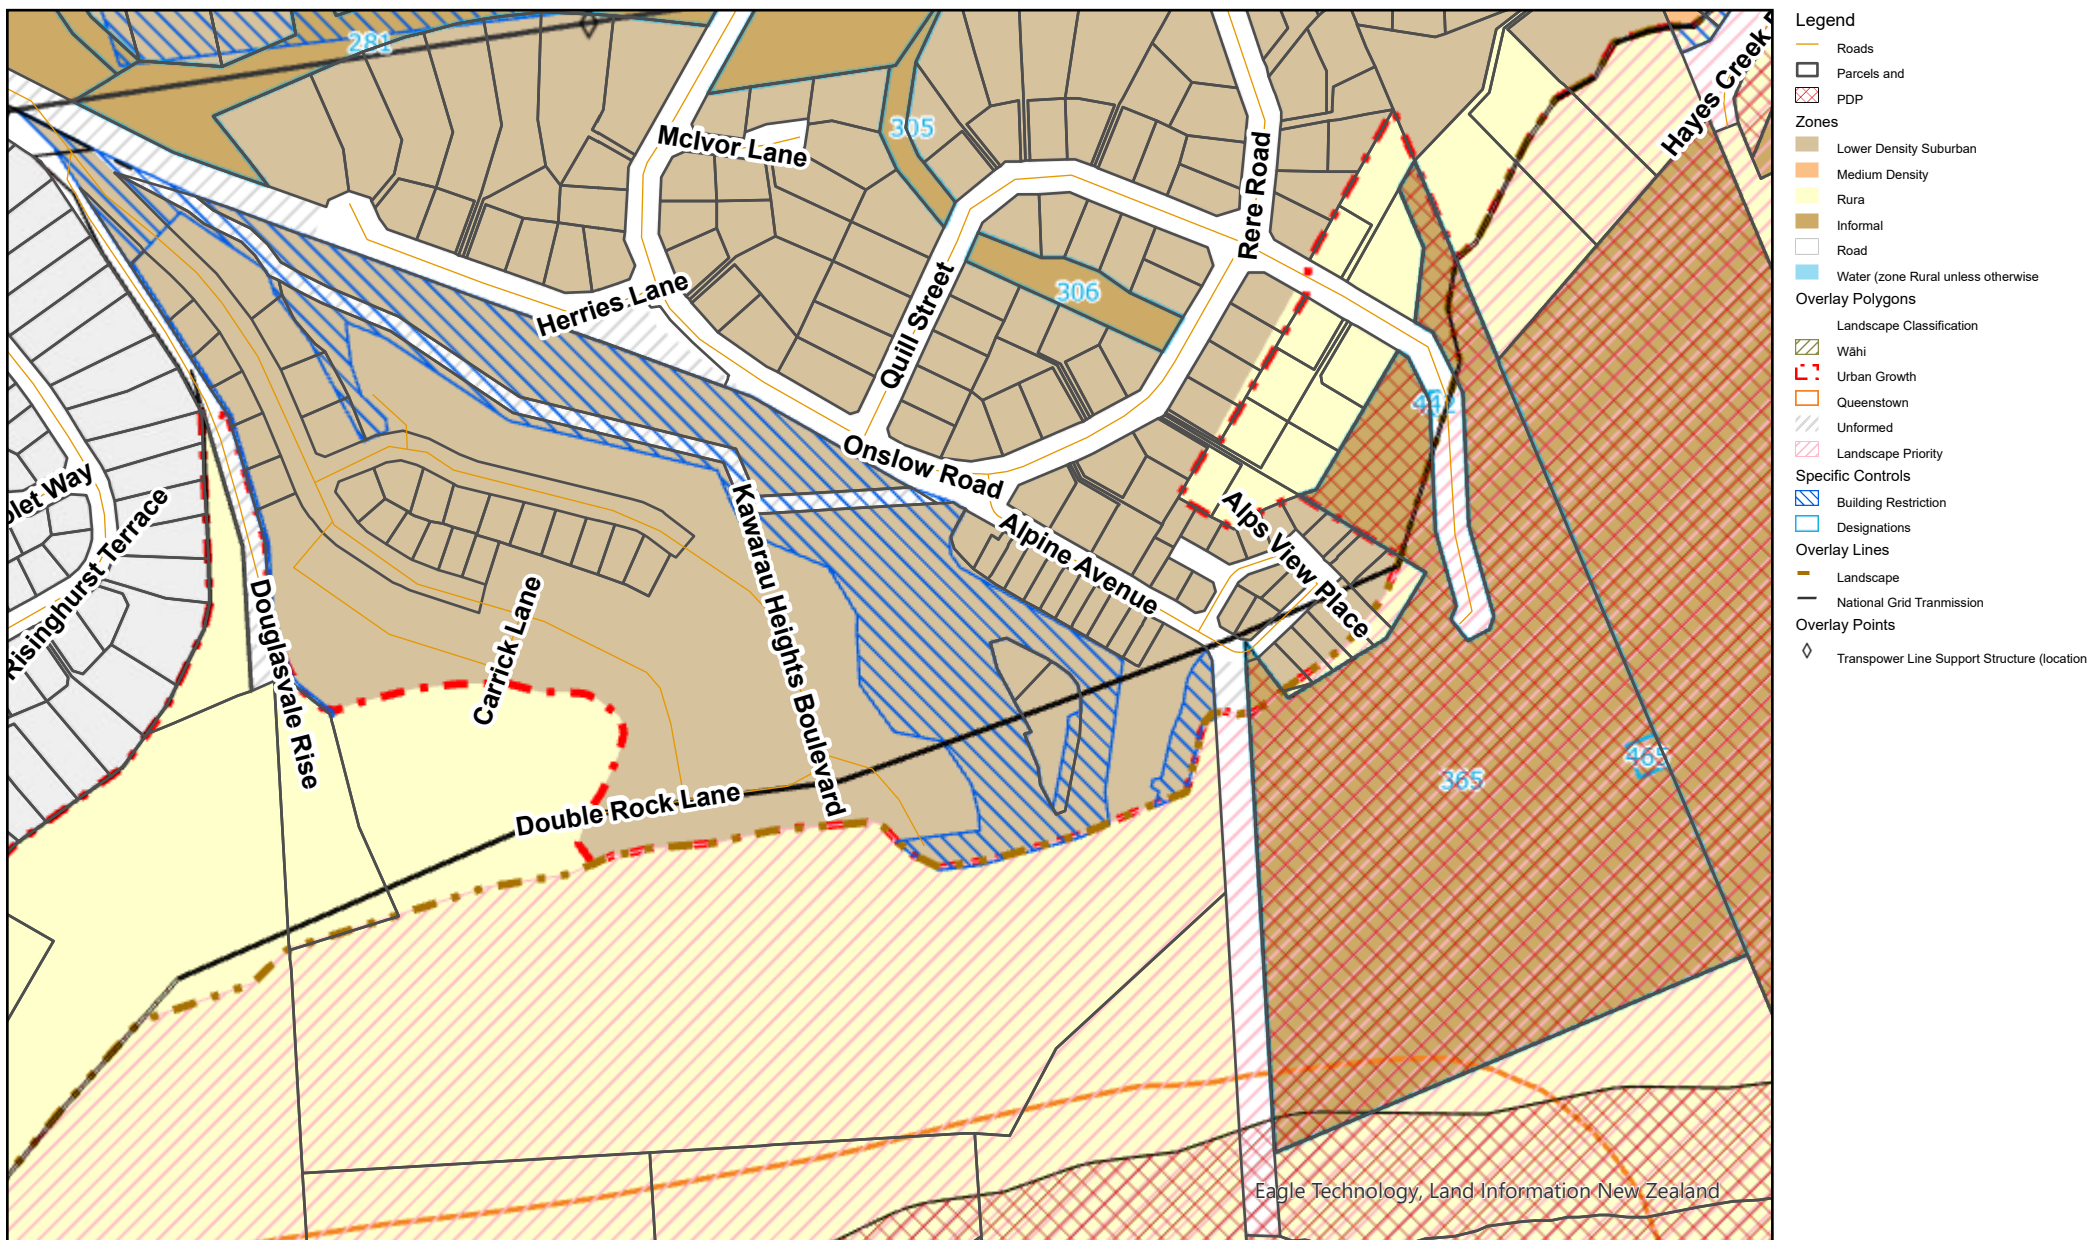 281
McIvor Lane
305
Rere Road
Hayes Creek
Herries Lane
Quill Street
306
442
Onslow Road
Alpine Avenue
Alps View Place
Kawarau Heights Boulevard
Carrick Lane
Douglasvale Rise
Risinghurst Terrace
olet Way
Double Rock Lane
365
465
Eagle Technology, Land Information New Zealand
Legend
Roads
Parcels and
PDP
Zones
Lower Density Suburban
Medium Density
Rura
Informal
Road
Water (zone Rural unless otherwise
Overlay Polygons
Landscape Classification
Wāhi
Urban Growth
Queenstown
Unformed
Landscape Priority
Specific Controls
Building Restriction
Designations
Overlay Lines
Landscape
National Grid Tranmission
Overlay Points
Transpower Line Support Structure (location